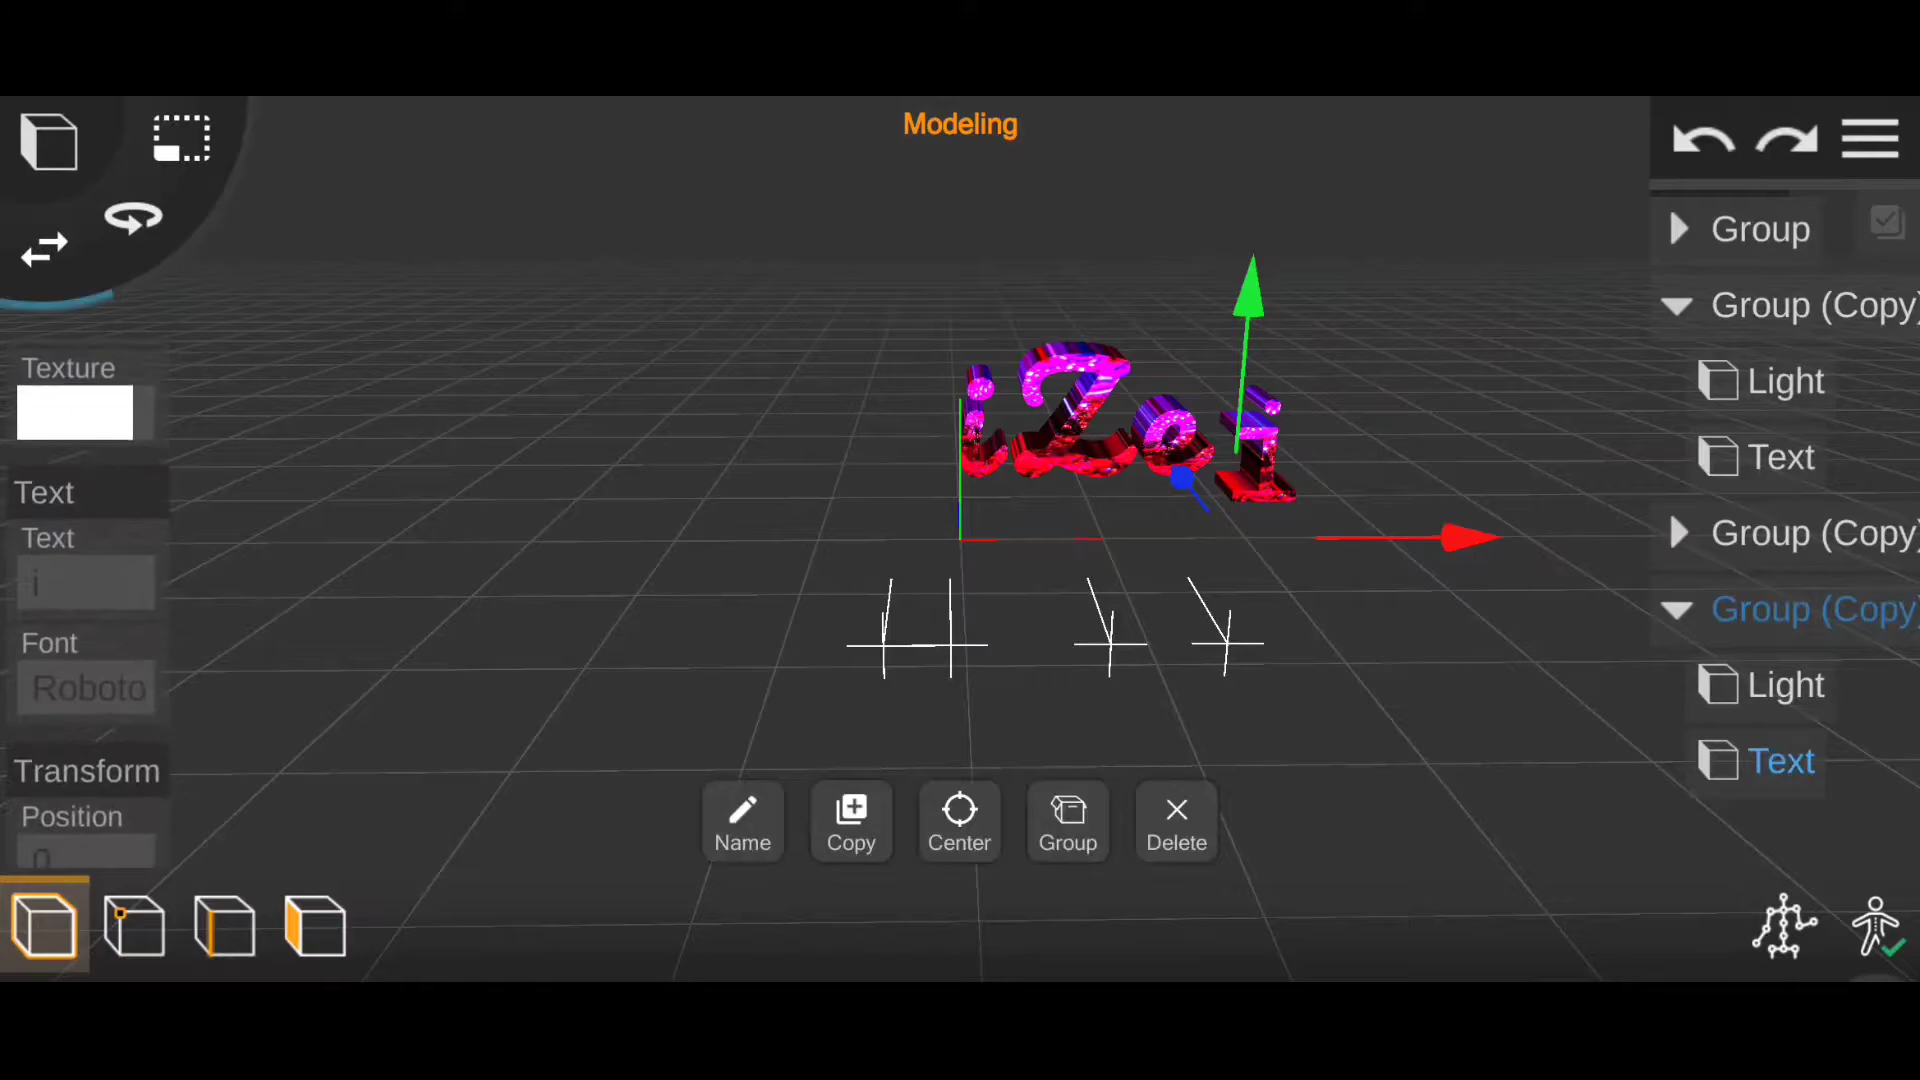 Modeling
Group
Group (Copy)
Light
Text
Group (Copy)
Group (Copy)
Light
Text
Texture
Text
Text
i
Font
Roboto
Transform
Position
0
iZai
Name
Copy
Center
Group
Delete